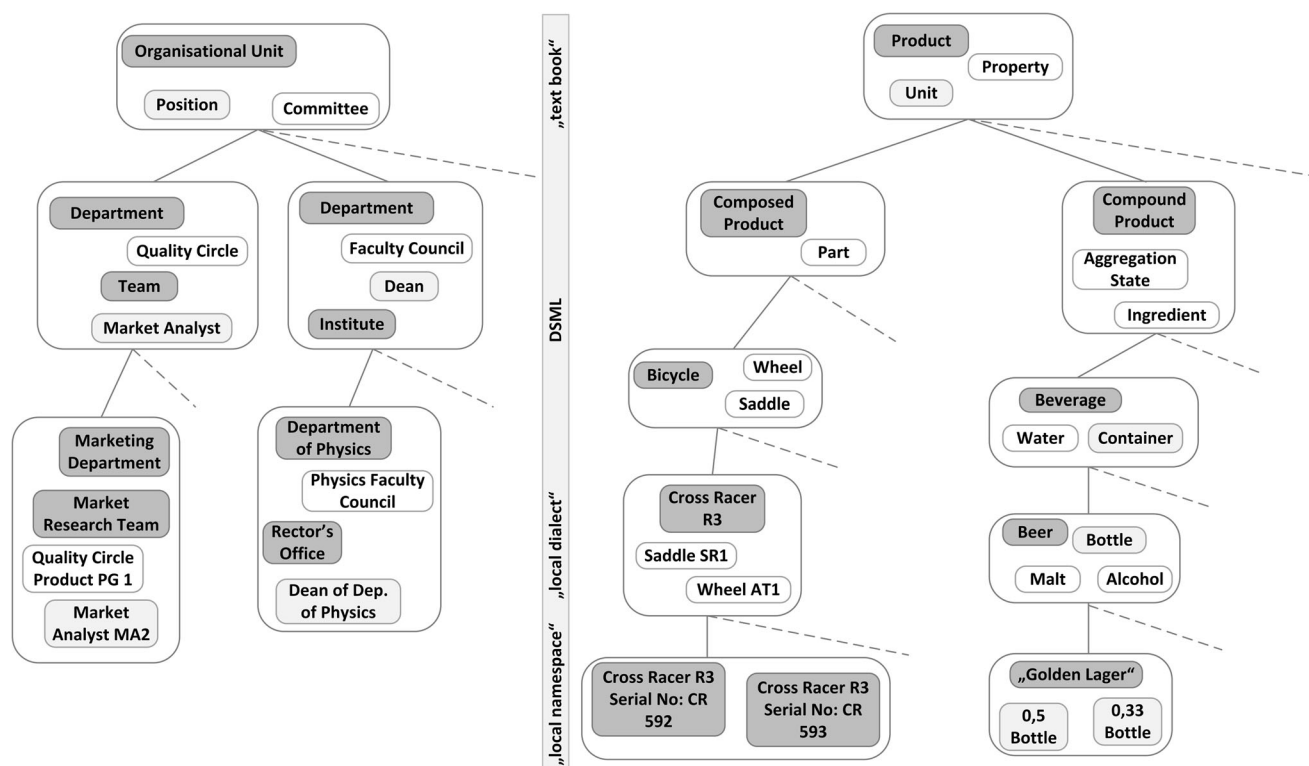 Organisational Unit
Position
Committee
Department
Quality Circle
Team
Market Analyst
Department
Faculty Council
Dean
Institute
Marketing
Department
Market
Research Team
Quality Circle
Product PG 1
Market
Analyst MA2
Department
of Physics
Physics Faculty
Council
Rector's
Office
Dean of Dep.
of Physics
„text book“
DSML
„local dialect“
„local namespace“
Product
Property
Unit
Composed
Product
Part
Compound
Product
Aggregation
State
Ingredient
Bicycle
Wheel
Saddle
Beverage
Water
Container
Cross Racer
R3
Saddle SR1
Wheel AT1
Beer
Bottle
Malt
Alcohol
Cross Racer R3
Serial No: CR
592
Cross Racer R3
Serial No: CR
593
„Golden Lager“
0,5
Bottle
0,33
Bottle